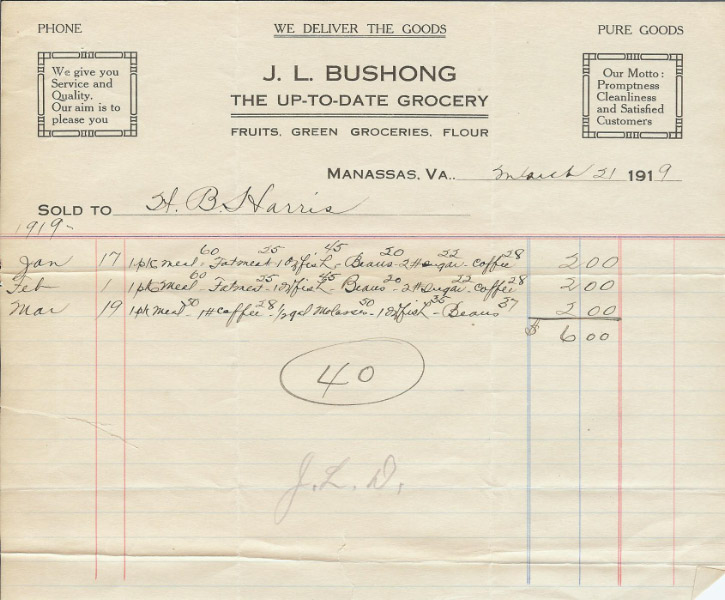 PHONE
WE DELIVER THE GOODS
PURE GOODS
We give you
Service and
Quality.
Our aim is to
please you
J. L. BUSHONG
THE UP-TO-DATE GROCERY
FRUITS, GREEN GROCERIES, FLOUR
Our Motto:
Promptness
Cleanliness
and Satisfied
Customers
MANASSAS, VA., March 21 1919
SOLD TO H. B. Harris
1919-
Jan 17 1 pk meal 60 - Fatmeat 25 - 1 Dz fish 45 - Beans 20 - 2# sugar 22 - Coffee 28 2 00
Feb 1 1 pk meal 60 - Fatmeat 25 - 1 Dz fish 45 - Beans 20 - 2# sugar 22 - Coffee 28 2 00
Mar 19 1 pk meal 50 - 1# coffee 28 - 1/2 gal Molasses 50 - 1 Dz fish 35 - Beans 37 2 00
$ 6 00
40
J. L. D.